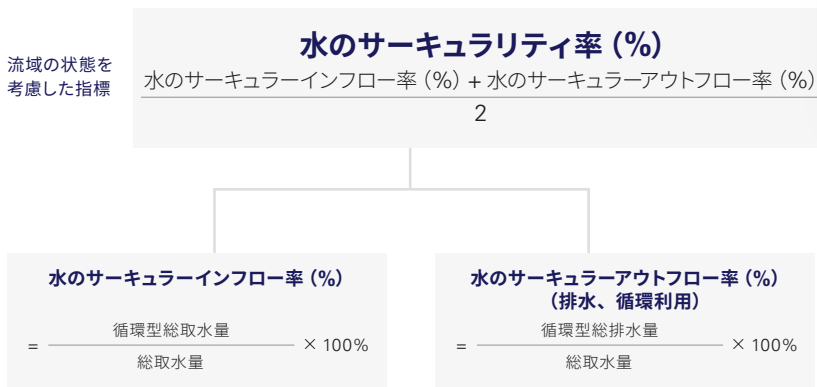 流域の状態を
考慮した指標
水のサーキュラリティ率（%）
水のサーキュラーインフロー率（%）+ 水のサーキュラーアウトフロー率（%）
2
水のサーキュラーインフロー率（%）
= 循環型総取水量
総取水量
× 100%
水のサーキュラーアウトフロー率（%）
（排水、循環利用）
= 循環型総排水量
総取水量
× 100%